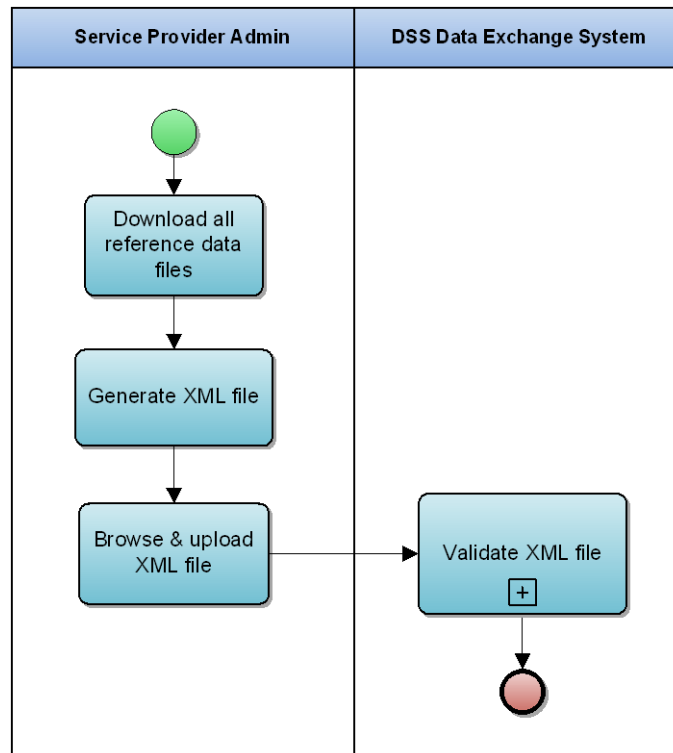 Service Provider Admin
DSS Data Exchange System
Download all
reference data
files
Generate XML file
Browse & upload
XML file
Validate XML file